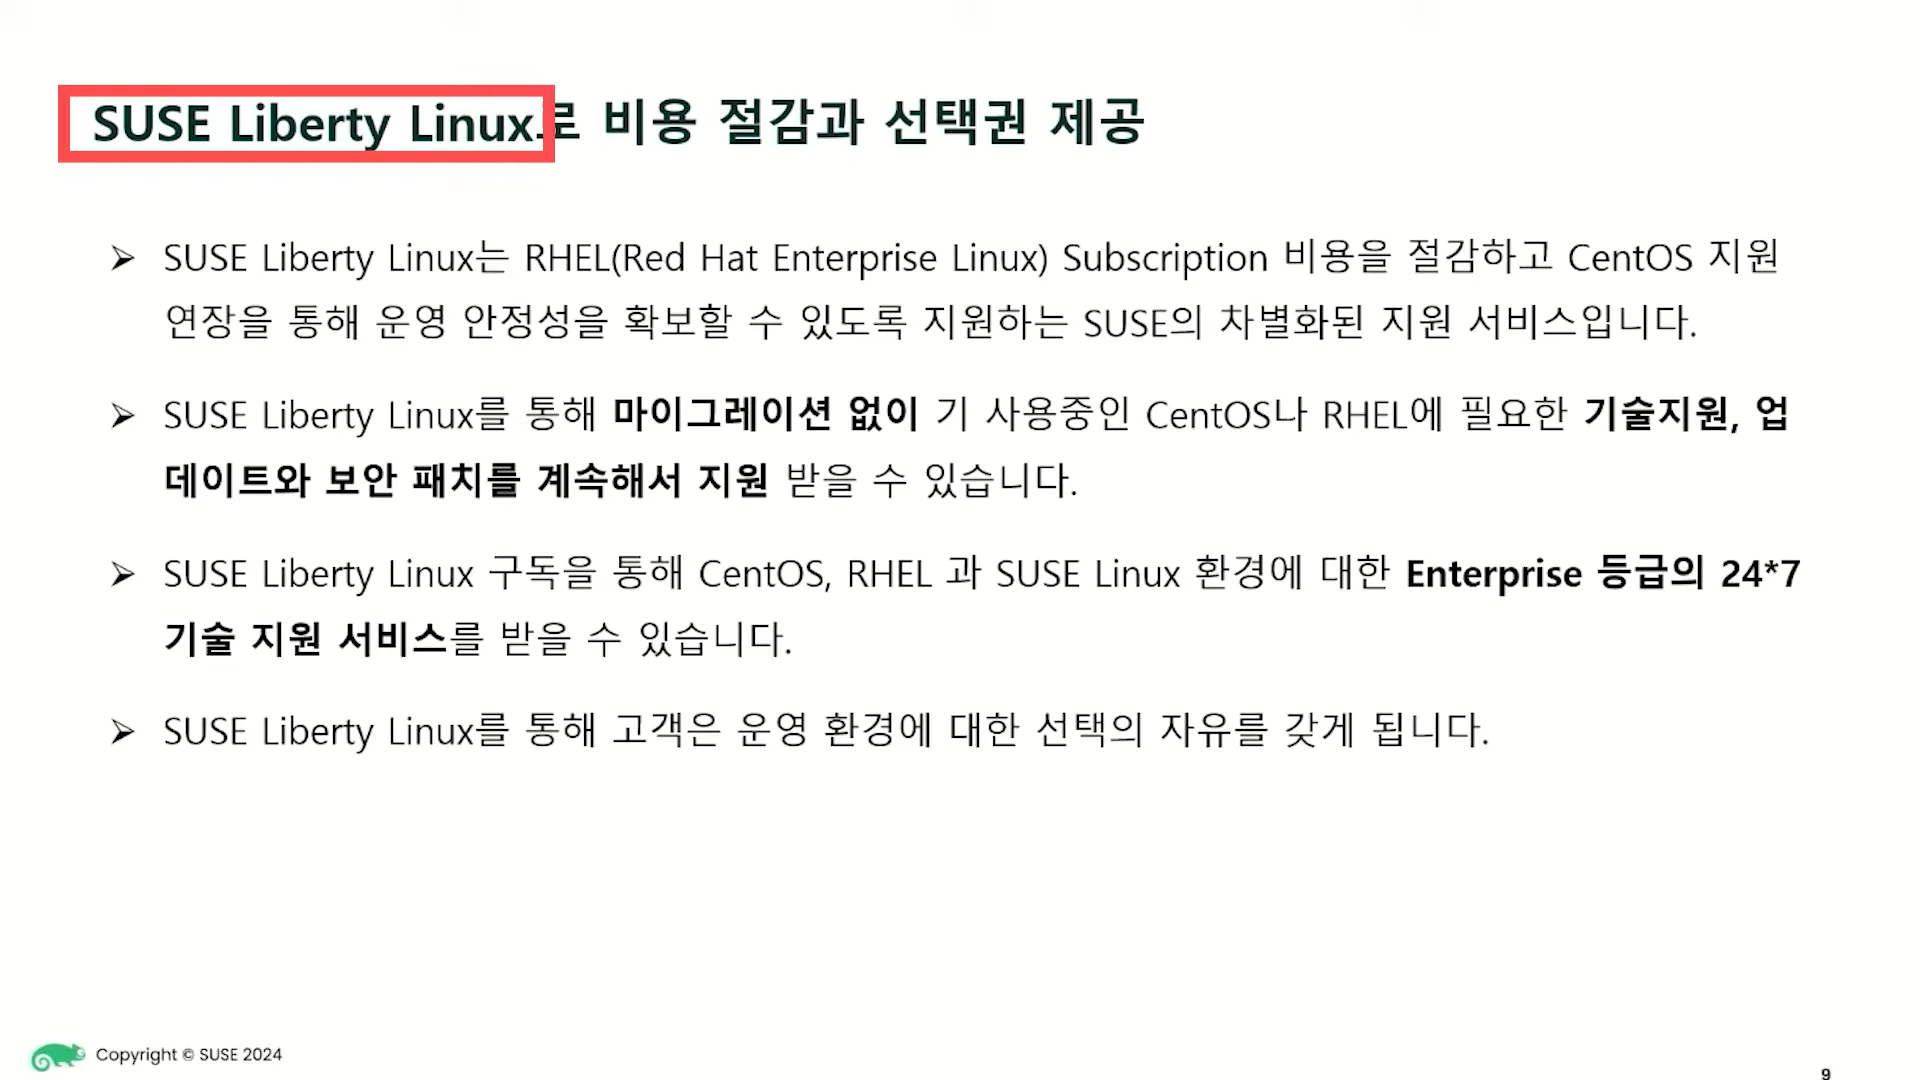 SUSE Liberty Linux로 비용 절감과 선택권 제공
➢ SUSE Liberty Linux는 RHEL(Red Hat Enterprise Linux) Subscription 비용을 절감하고 CentOS 지원
연장을 통해 운영 안정성을 확보할 수 있도록 지원하는 SUSE의 차별화된 지원 서비스입니다.
➢ SUSE Liberty Linux를 통해 마이그레이션 없이 기 사용중인 CentOS나 RHEL에 필요한 기술지원, 업
데이트와 보안 패치를 계속해서 지원 받을 수 있습니다.
➢ SUSE Liberty Linux 구독을 통해 CentOS, RHEL 과 SUSE Linux 환경에 대한 Enterprise 등급의 24*7
기술 지원 서비스를 받을 수 있습니다.
➢ SUSE Liberty Linux를 통해 고객은 운영 환경에 대한 선택의 자유를 갖게 됩니다.
Copyright © SUSE 2024
9